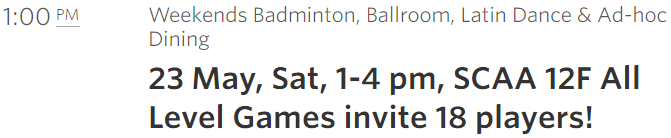 1:00 PM
Weekends Badminton, Ballroom, Latin Dance & Ad-hoc
Dining
23 May, Sat, 1-4 pm, SCAA 12F All
Level Games invite 18 players!